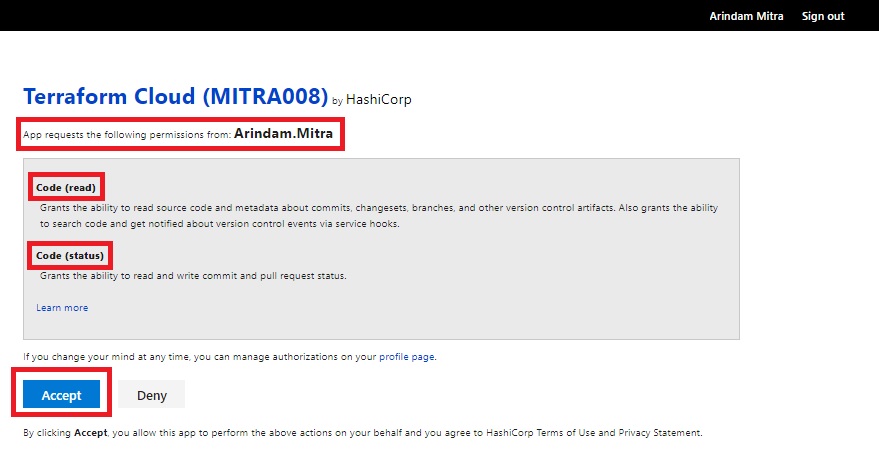 Arindam Mitra Sign out
Terraform Cloud (MITRA008) by HashiCorp
App requests the following permissions from: Arindam.Mitra
Code (read)
Grants the ability to read source code and metadata about commits, changesets, branches, and other version control artifacts. Also grants the ability
to search code and get notified about version control events via service hooks.
Code (status)
Grants the ability to read and write commit and pull request status.
Learn more
If you change your mind at any time, you can manage authorizations on your profile page.
Accept Deny
By clicking Accept, you allow this app to perform the above actions on your behalf and you agree to HashiCorp Terms of Use and Privacy Statement.